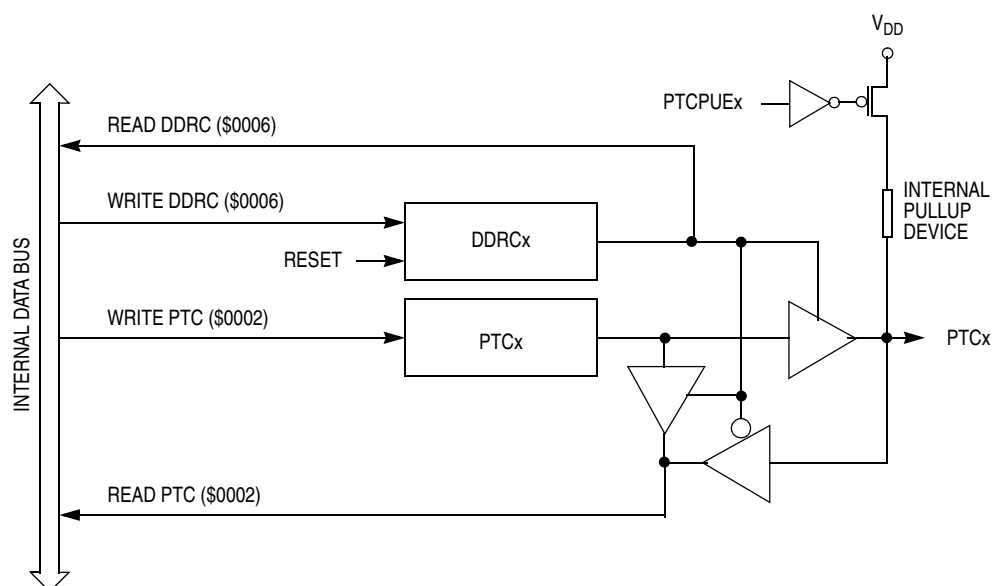 V_DD
PTCPUEx
READ DDRC ($0006)
WRITE DDRC ($0006)
INTERNAL
PULLUP
DEVICE
DDRCx
RESET
WRITE PTC ($0002)
PTCx
PTCx
INTERNAL DATA BUS
READ PTC ($0002)